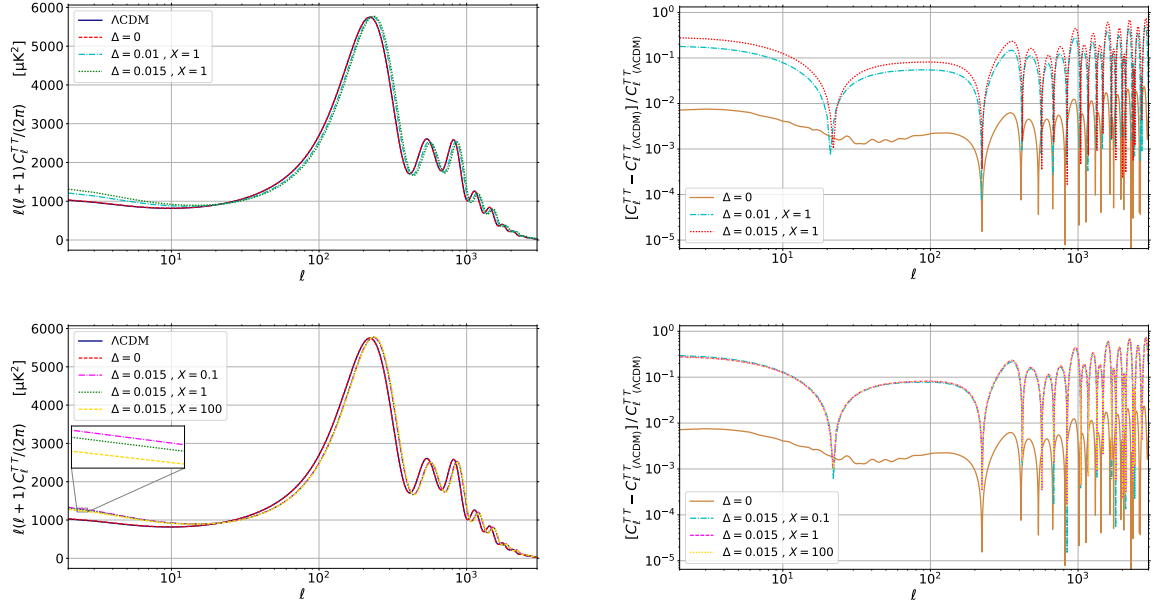 ℓ(ℓ + 1) C_ℓ^{TT}/(2π) [μK²]
6000
5000
4000
3000
2000
1000
0
ΛCDM
Δ = 0
Δ = 0.01 , X = 1
Δ = 0.015 , X = 1
10¹ 10² 10³
ℓ
[C_ℓ^{TT} − C_ℓ^{TT}_{(ΛCDM)}] / C_ℓ^{TT}_{(ΛCDM)}
10⁰
10⁻¹
10⁻²
10⁻³
10⁻⁴
10⁻⁵
Δ = 0
Δ = 0.01 , X = 1
Δ = 0.015 , X = 1
10¹ 10² 10³
ℓ
ℓ(ℓ + 1) C_ℓ^{TT}/(2π) [μK²]
6000
5000
4000
3000
2000
1000
0
ΛCDM
Δ = 0
Δ = 0.015 , X = 0.1
Δ = 0.015 , X = 1
Δ = 0.015 , X = 100
10¹ 10² 10³
ℓ
[C_ℓ^{TT} − C_ℓ^{TT}_{(ΛCDM)}] / C_ℓ^{TT}_{(ΛCDM)}
10⁰
10⁻¹
10⁻²
10⁻³
10⁻⁴
10⁻⁵
Δ = 0
Δ = 0.015 , X = 0.1
Δ = 0.015 , X = 1
Δ = 0.015 , X = 100
10¹ 10² 10³
ℓ